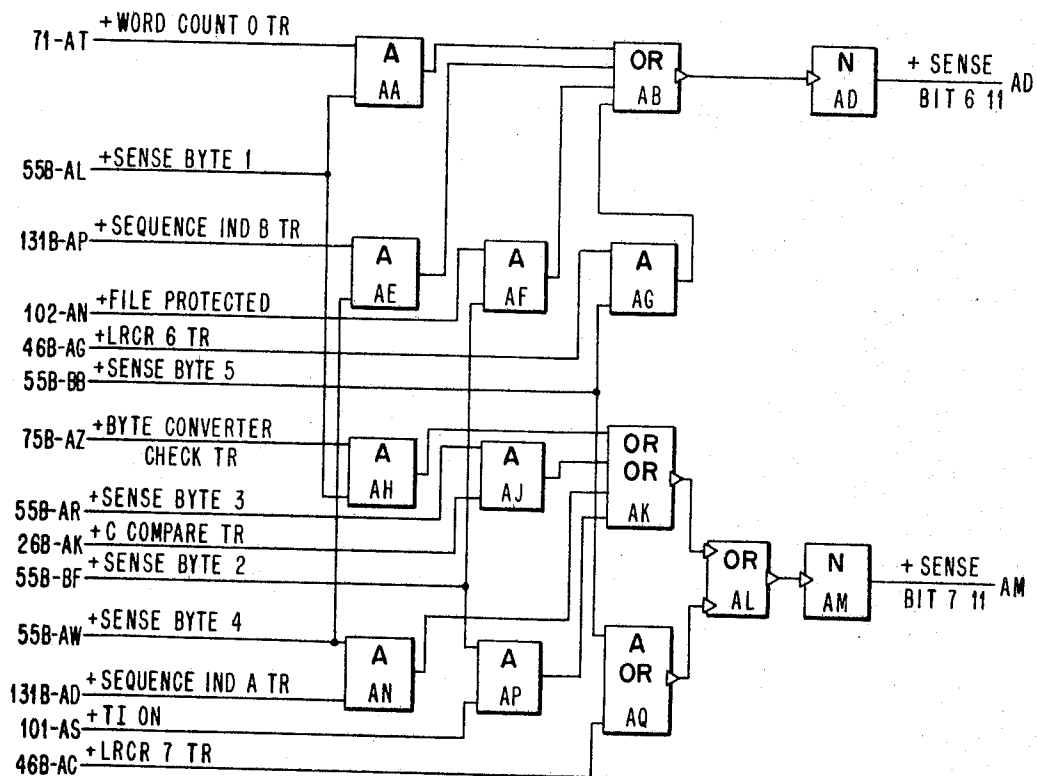 71-AT +WORD COUNT 0 TR
A
AA
OR
AB
N
AD
+ SENSE
BIT 6 11 AD
55B-AL +SENSE BYTE 1
131B-AP +SEQUENCE IND B TR
A
AE
A
AF
A
AG
102-AN +FILE PROTECTED
46B-AG +LRCR 6 TR
55B-BB +SENSE BYTE 5
75B-AZ +BYTE CONVERTER
CHECK TR
A
AH
A
AJ
OR
OR
AK
55B-AR +SENSE BYTE 3
26B-AK +C COMPARE TR
55B-BF +SENSE BYTE 2
OR
AL
N
AM
+ SENSE
BIT 7 11 AM
55B-AW +SENSE BYTE 4
A
AN
A
AP
A
OR
AQ
131B-AD +SEQUENCE IND A TR
101-AS +TI ON
46B-AC +LRCR 7 TR